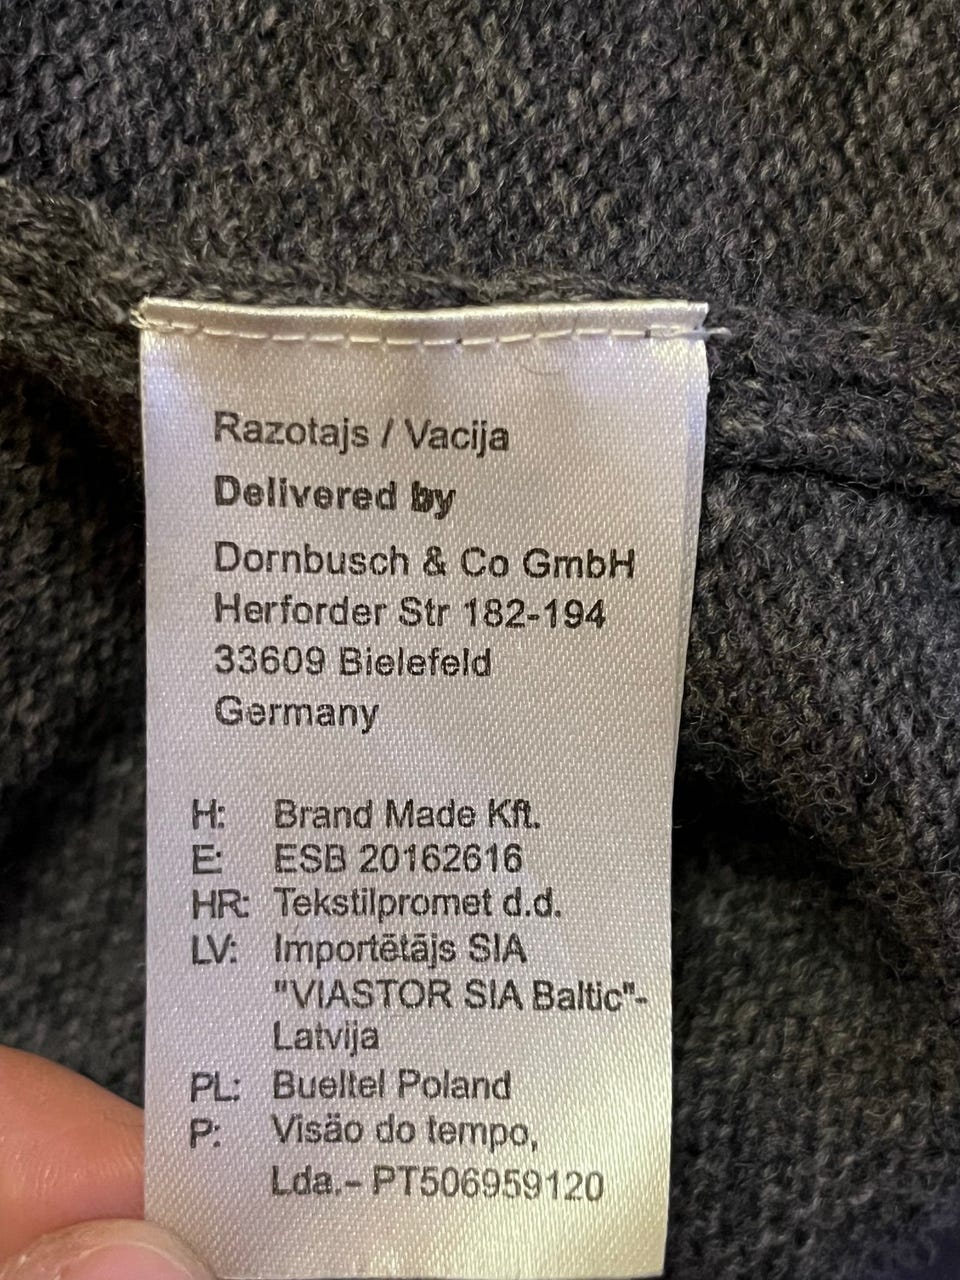 Razotajs / Vacija
Delivered by
Dornbusch & Co GmbH
Herforder Str 182-194
33609 Bielefeld
Germany
H: Brand Made Kft.
E: ESB 20162616
HR: Tekstilpromet d.d.
LV: Importētājs SIA
"VIASTOR SIA Baltic"-
Latvija
PL: Bueltel Poland
P: Visão do tempo,
Lda.- PT506959120